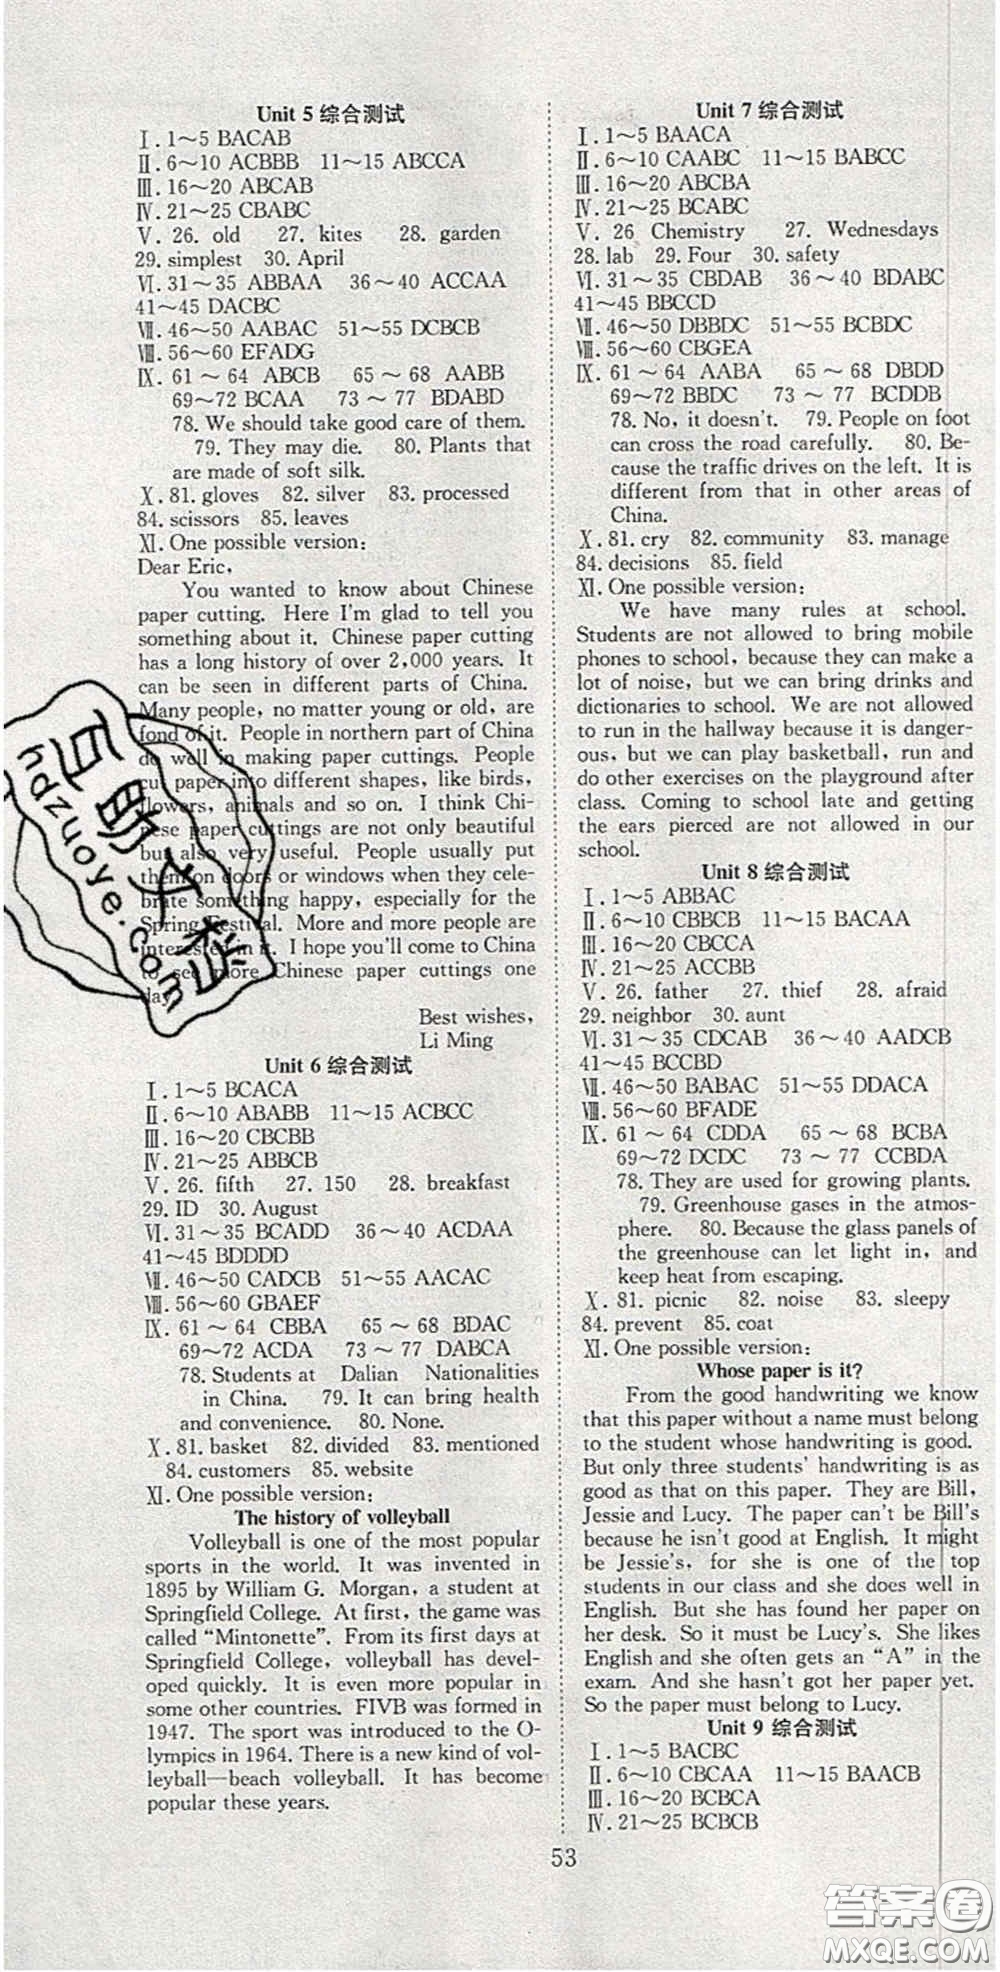 Unit 5 综合测试
Ⅰ. 1～5 BACAB
Ⅱ. 6～10 ACBBB 11～15 ABCCA
Ⅲ. 16～20 ABCAB
Ⅳ. 21～25 CBABC
Ⅴ. 26. old 27. kites 28. garden
29. simplest 30. April
Ⅵ. 31～35 ABBAA 36～40 ACCAA
41～45 DACBC
Ⅶ. 46～50 AABAC 51～55 DCBCB
Ⅷ. 56～60 EFADG
Ⅸ. 61～64 ABCB 65～68 AABB
69～72 BCAA 73～77 BDABD
78. We should take good care of them.
79. They may die. 80. Plants that
are made of soft silk.
Ⅹ. 81. gloves 82. silver 83. processed
84. scissors 85. leaves
Ⅺ. One possible version:
Dear Eric,
You wanted to know about Chinese
paper cutting. Here I'm glad to tell you
something about it. Chinese paper cutting
has a long history of over 2,000 years. It
can be seen in different parts of China.
Many people, no matter young or old, are
fond of it. People in northern part of China
do well in making paper cuttings. People
cut paper into different shapes, like birds,
flowers, animals and so on. I think Chi-
nese paper cuttings are not only beautiful
but also very useful. People usually put
them on doors or windows when they cele-
brate something happy, especially for the
Spring Festival. More and more people are
interested in it. I hope you'll come to China
to see more Chinese paper cuttings one
day.
Best wishes,
Li Ming
Unit 6 综合测试
Ⅰ. 1～5 BCACA
Ⅱ. 6～10 ABABB 11～15 ACBCC
Ⅲ. 16～20 CBCBB
Ⅳ. 21～25 ABBCB
Ⅴ. 26. fifth 27. 150 28. breakfast
29. ID 30. August
Ⅵ. 31～35 BCADD 36～40 ACDAA
41～45 BDDDD
Ⅶ. 46～50 CADCB 51～55 AACAC
Ⅷ. 56～60 GBAEF
Ⅸ. 61～64 CBBA 65～68 BDAC
69～72 ACDA 73～77 DABCA
78. Students at Dalian Nationalities
in China. 79. It can bring health
and convenience. 80. None.
Ⅹ. 81. basket 82. divided 83. mentioned
84. customers 85. website
Ⅺ. One possible version:
The history of volleyball
Volleyball is one of the most popular
sports in the world. It was invented in
1895 by William G. Morgan, a student at
Springfield College. At first, the game was
called "Mintonette". From its first days at
Springfield College, volleyball has devel-
oped quickly. It is even more popular in
some other countries. FIVB was formed in
1947. The sport was introduced to the O-
lympics in 1964. There is a new kind of vol-
leyball—beach volleyball. It has become
popular these years.
Unit 7 综合测试
Ⅰ. 1～5 BAACA
Ⅱ. 6～10 CAABC 11～15 BABCC
Ⅲ. 16～20 ABCBA
Ⅳ. 21～25 BCABC
Ⅴ. 26 Chemistry 27. Wednesdays
28. lab 29. Four 30. safety
Ⅵ. 31～35 CBDAB 36～40 BDABC
41～45 BBCCD
Ⅶ. 46～50 DBBDC 51～55 BCBDC
Ⅷ. 56～60 CBGEA
Ⅸ. 61～64 AABA 65～68 DBDD
69～72 BBDC 73～77 BCDDB
78. No, it doesn't. 79. People on foot
can cross the road carefully. 80. Be-
cause the traffic drives on the left. It is
different from that in other areas of
China.
Ⅹ. 81. cry 82. community 83. manage
84. decisions 85. field
Ⅺ. One possible version:
We have many rules at school.
Students are not allowed to bring mobile
phones to school, because they can make a
lot of noise, but we can bring drinks and
dictionaries to school. We are not allowed
to run in the hallway because it is danger-
ous, but we can play basketball, run and
do other exercises on the playground after
class. Coming to school late and getting
the ears pierced are not allowed in our
school.
Unit 8 综合测试
Ⅰ. 1～5 ABBAC
Ⅱ. 6～10 CBBCB 11～15 BACAA
Ⅲ. 16～20 CBCCA
Ⅳ. 21～25 ACCBB
Ⅴ. 26. father 27. thief 28. afraid
29. neighbor 30. aunt
Ⅵ. 31～35 CDCAB 36～40 AADCB
41～45 BCCBD
Ⅶ. 46～50 BABAC 51～55 DDACA
Ⅷ. 56～60 BFADE
Ⅸ. 61～64 CDDA 65～68 BCBA
69～72 DCDC 73～77 CCBDA
78. They are used for growing plants.
79. Greenhouse gases in the atmos-
phere. 80. Because the glass panels of
the greenhouse can let light in, and
keep heat from escaping.
Ⅹ. 81. picnic 82. noise 83. sleepy
84. prevent 85. coat
Ⅺ. One possible version:
Whose paper is it?
From the good handwriting we know
that this paper without a name must belong
to the student whose handwriting is good.
But only three students' handwriting is as
good as that on this paper. They are Bill,
Jessie and Lucy. The paper can't be Bill's
because he isn't good at English. It might
be Jessie's, for she is one of the top
students in our class and she does well in
English. But she has found her paper on
her desk. So it must be Lucy's. She likes
English and she often gets an "A" in the
exam. And she hasn't got her paper yet.
So the paper must belong to Lucy.
Unit 9 综合测试
Ⅰ. 1～5 BACBC
Ⅱ. 6～10 CBCAA 11～15 BAACB
Ⅲ. 16～20 BCBCA
Ⅳ. 21～25 BCBCB
53
hdzuoye.com
答案圈
MXQE.COM